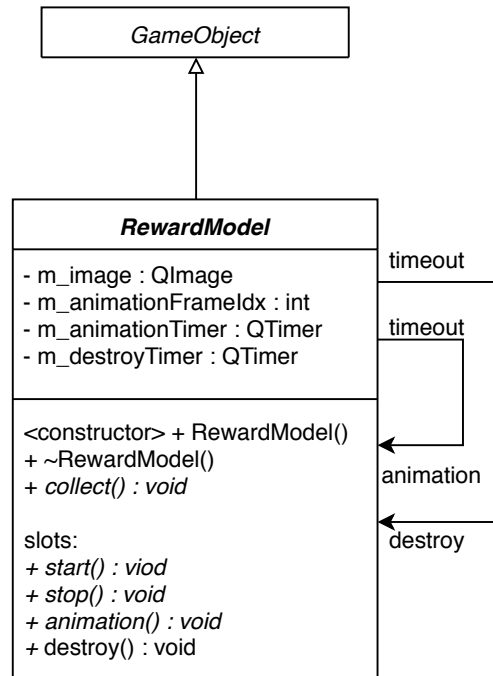 GameObject
RewardModel
- m_image : QImage
- m_animationFrameIdx : int
- m_animationTimer : QTimer
- m_destroyTimer : QTimer
timeout
timeout
<constructor> + RewardModel()
+ ~RewardModel()
+ collect() : void
animation
slots:
+ start() : viod
+ stop() : void
+ animation() : void
+ destroy() : void
destroy